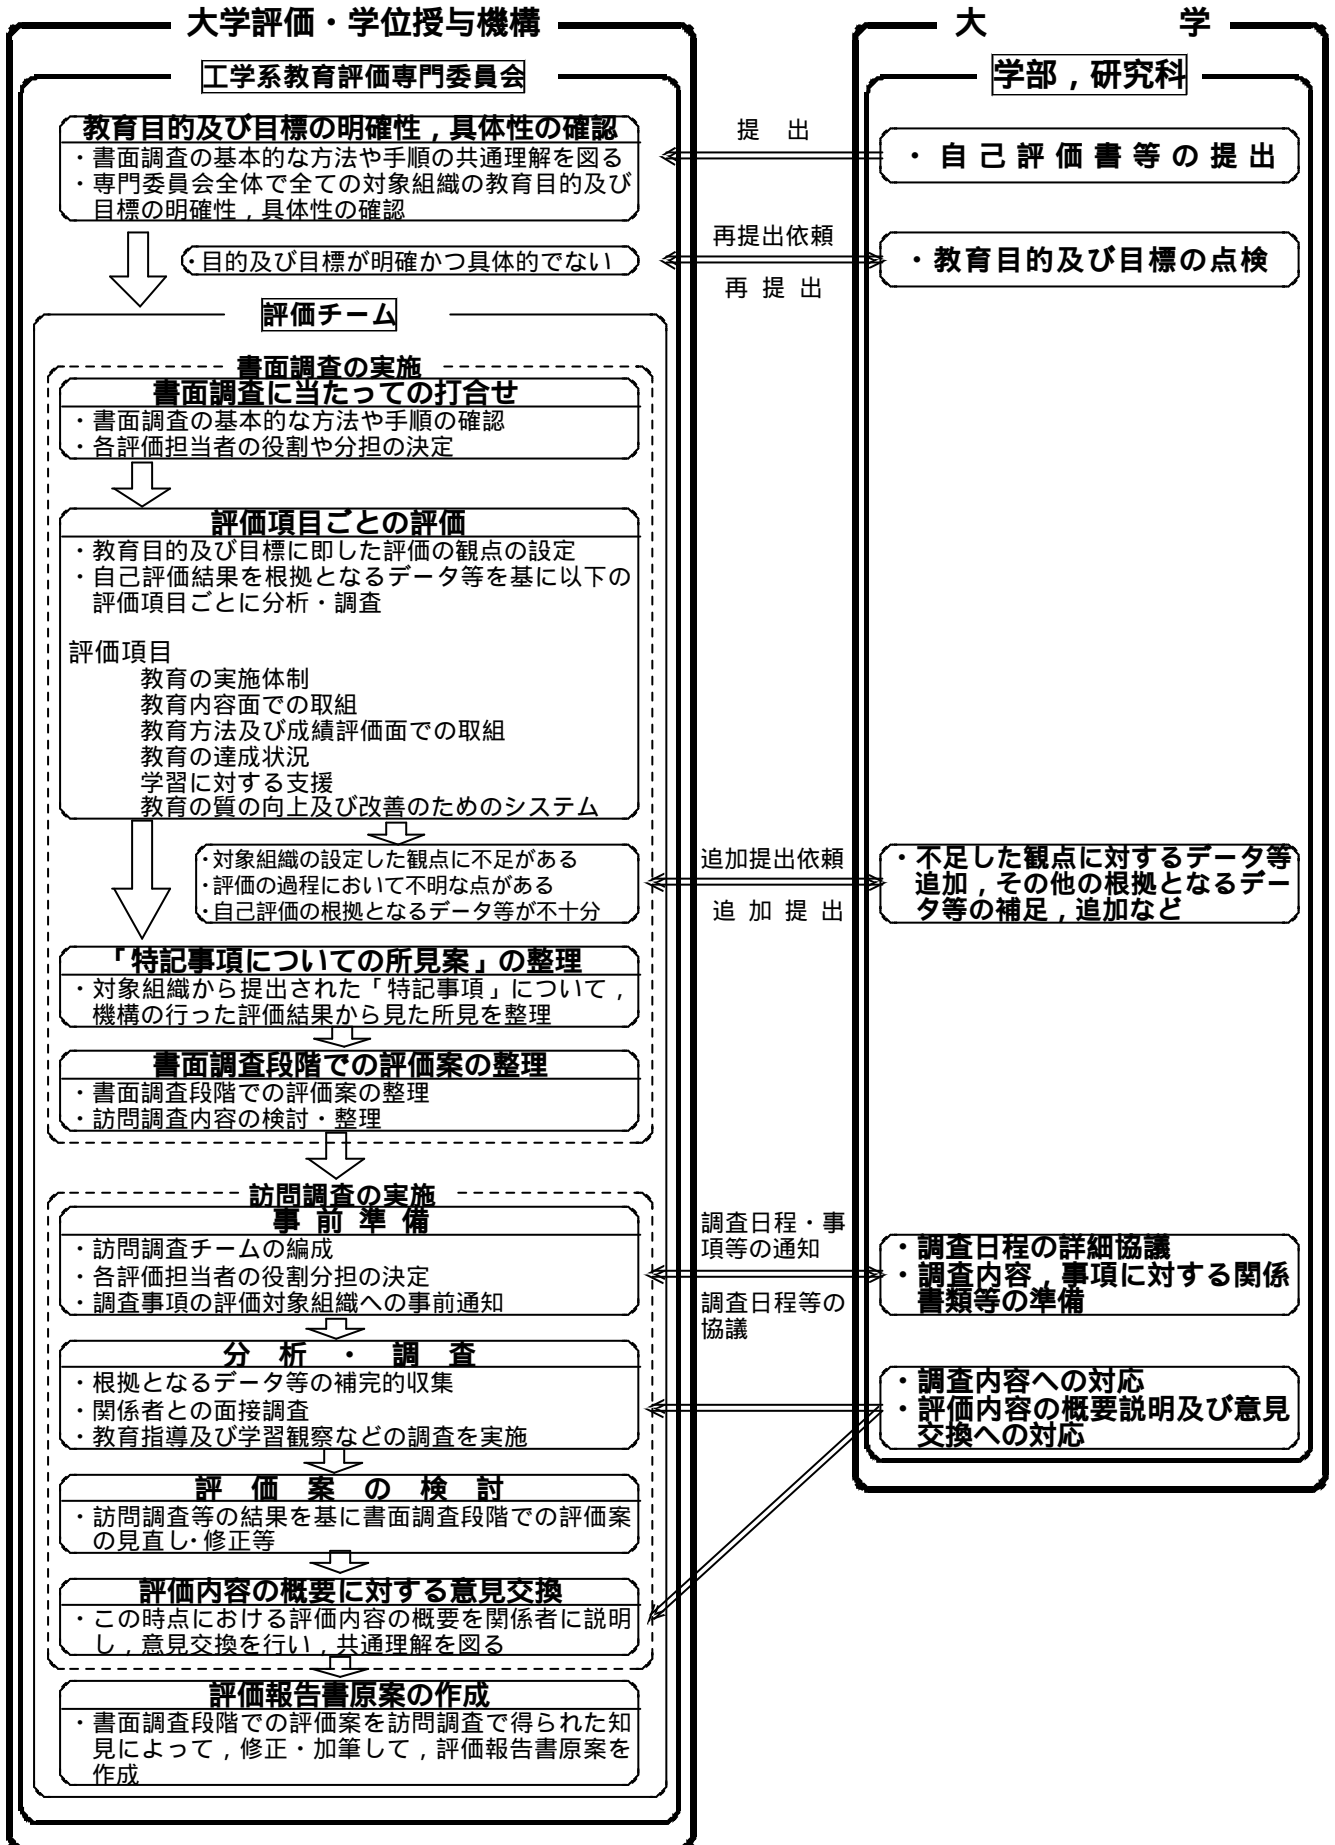 大学評価・学位授与機構
工学系教育評価専門委員会
教育目的及び目標の明確性，具体性の確認
・書面調査の基本的な方法や手順の共通理解を図る
・専門委員会全体で全ての対象組織の教育目的及び
目標の明確性，具体性の確認
・目的及び目標が明確かつ具体的でない
評価チーム
書面調査の実施
書面調査に当たっての打合せ
・書面調査の基本的な方法や手順の確認
・各評価担当者の役割や分担の決定
評価項目ごとの評価
・教育目的及び目標に即した評価の観点の設定
・自己評価結果を根拠となるデータ等を基に以下の
評価項目ごとに分析・調査
評価項目
教育の実施体制
教育内容面での取組
教育方法及び成績評価面での取組
教育の達成状況
学習に対する支援
教育の質の向上及び改善のためのシステム
・対象組織の設定した観点に不足がある
・評価の過程において不明な点がある
・自己評価の根拠となるデータ等が不十分
「特記事項についての所見案」の整理
・対象組織から提出された「特記事項」について，
機構の行った評価結果から見た所見を整理
書面調査段階での評価案の整理
・書面調査段階での評価案の整理
・訪問調査内容の検討・整理
訪問調査の実施
事前準備
・訪問調査チームの編成
・各評価担当者の役割分担の決定
・調査事項の評価対象組織への事前通知
分析・調査
・根拠となるデータ等の補完的収集
・関係者との面接調査
・教育指導及び学習観察などの調査を実施
評価案の検討
・訪問調査等の結果を基に書面調査段階での評価案
の見直し・修正等
評価内容の概要に対する意見交換
・この時点における評価内容の概要を関係者に説明
し，意見交換を行い，共通理解を図る
評価報告書原案の作成
・書面調査段階での評価案を訪問調査で得られた知
見によって，修正・加筆して，評価報告書原案を
作成
提出
再提出依頼
再提出
追加提出依頼
追加提出
調査日程・事
項等の通知
調査日程等の
協議
大学
学部，研究科
・自己評価書等の提出
・教育目的及び目標の点検
・不足した観点に対するデータ等
追加，その他の根拠となるデー
タ等の補足，追加など
・調査日程の詳細協議
・調査内容，事項に対する関係
書類等の準備
・調査内容への対応
・評価内容の概要説明及び意見
交換への対応